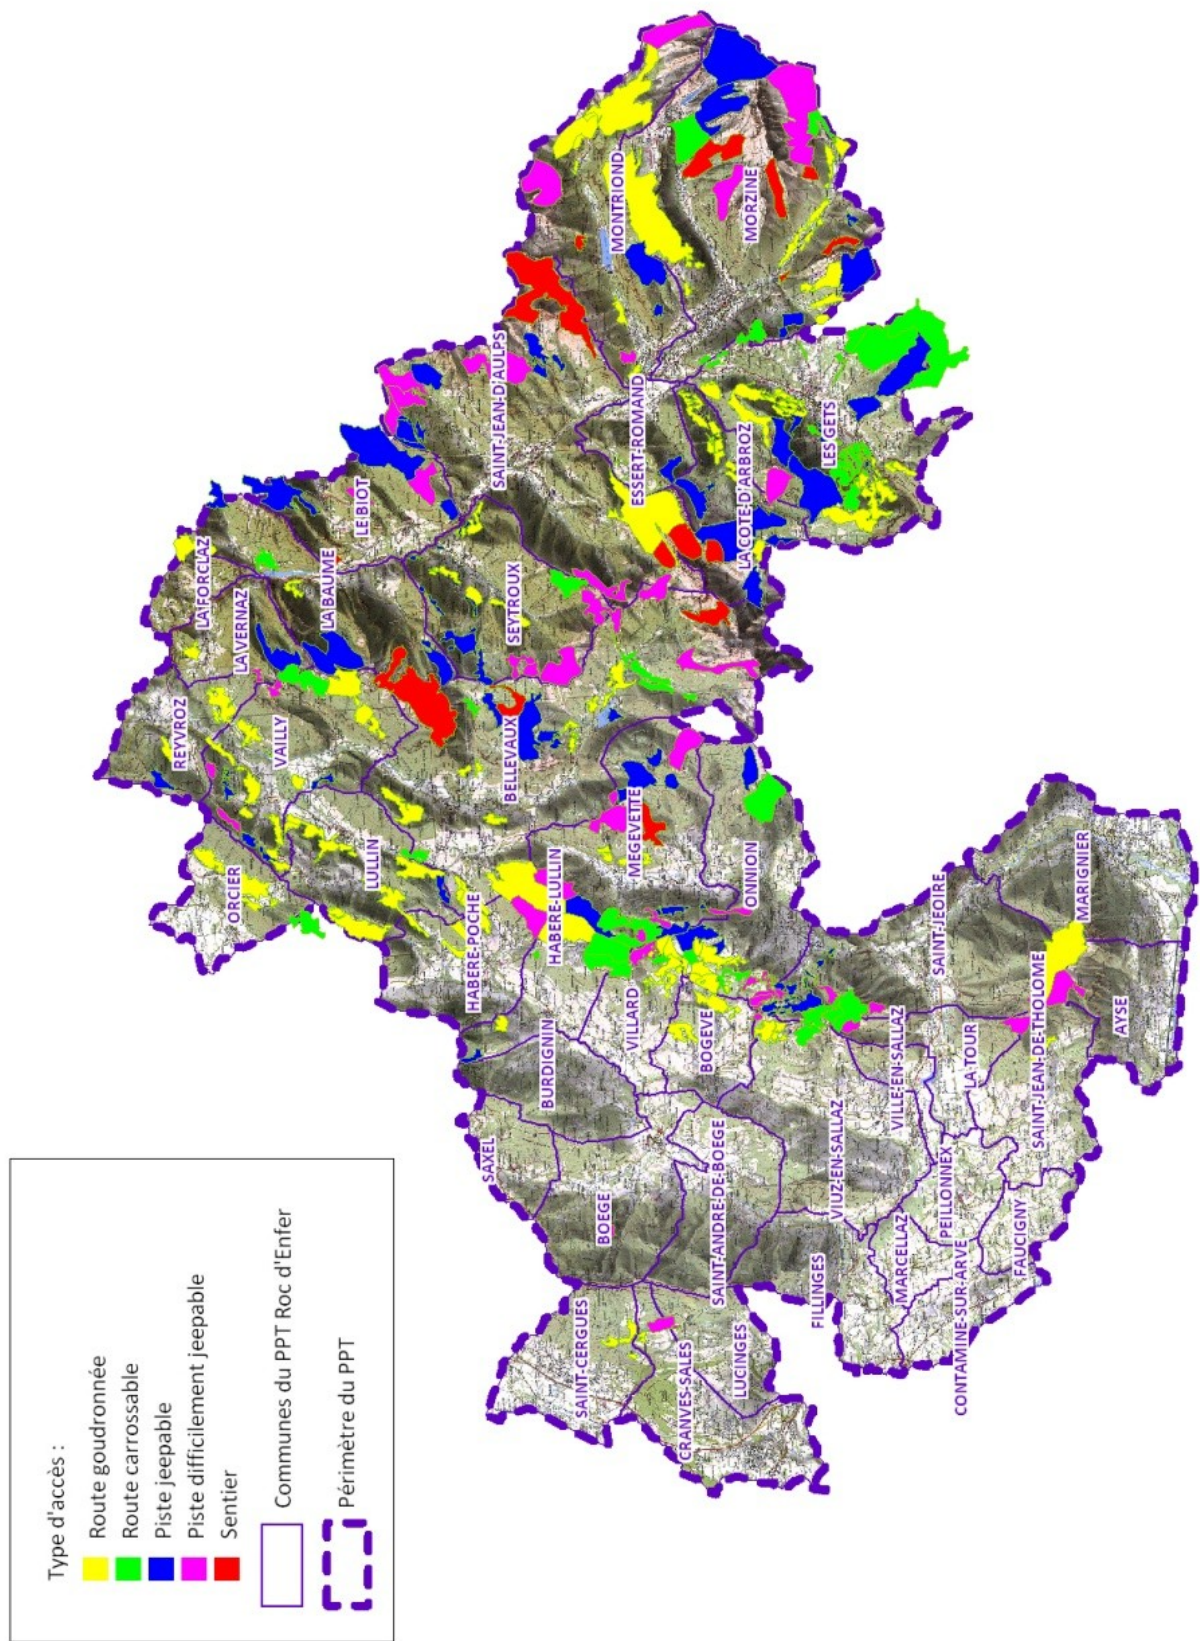 Type d'accès :
Route goudronnée
Route carrossable
Piste jeepable
Piste difficilement jeepable
Sentier
Communes du PPT Roc d'Enfer
Périmètre du PPT
REYVROZ
LA VERNAZ
LA FORCLAZ
ORCIER
VAILLY
LA BAUME
LE BIOT
LULLIN
BELLEVAUX
SEYTROUX
SAINT-JEAN-D'AULPS
MONTRIOND
SAXEL
HABERE-POCHE
HABERE-LULLIN
MEGEVETTE
ESSERT-ROMAND
MORZINE
SAINT-CERGUES
BOEGE
BURDIGNIN
VILLARD
BOGEVE
ONNION
LA COTE-D'ARBROZ
LES GETS
CRANVES-SALES
LUCINGES
SAINT-ANDRE-DE-BOEGE
FILLINGES
VIUZ-EN-SALLAZ
VILLE-EN-SALLAZ
SAINT-JEOIRE
MARCELLAZ
PEILLONNEX
LA TOUR
CONTAMINE-SUR-ARVE
FAUCIGNY
SAINT-JEAN-DE-THOLOME
MARIGNIER
AYSE